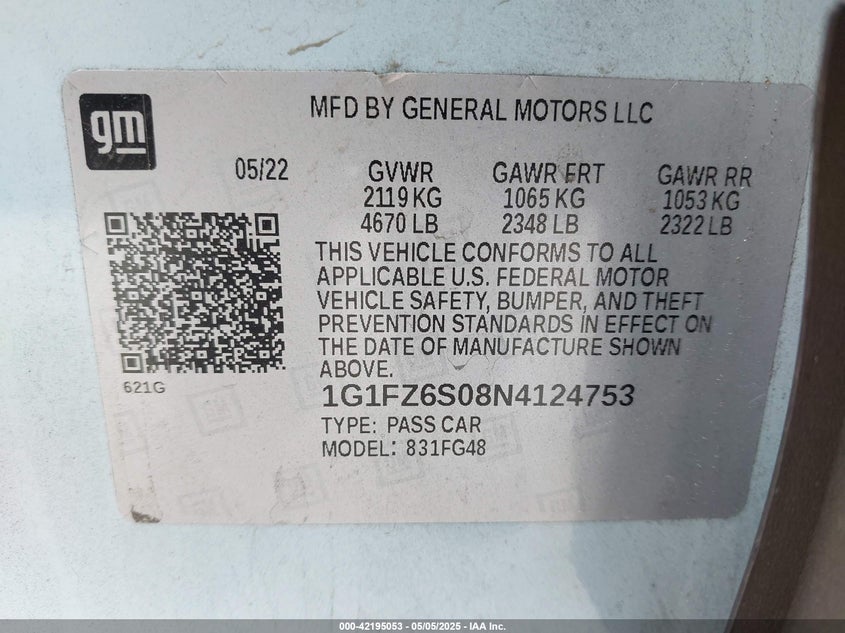 gm
MFD BY GENERAL MOTORS LLC
05/22 GVWR GAWR FRT GAWR RR
2119 KG 1065 KG 1053 KG
4670 LB 2348 LB 2322 LB
THIS VEHICLE CONFORMS TO ALL
APPLICABLE U.S. FEDERAL MOTOR
VEHICLE SAFETY, BUMPER, AND THEFT
PREVENTION STANDARDS IN EFFECT ON
THE DATE OF MANUFACTURE SHOWN
ABOVE.
621G
1G1FZ6S08N4124753
TYPE: PASS CAR
MODEL: 831FG48
000-42195053 - 05/05/2025 - IAA Inc.